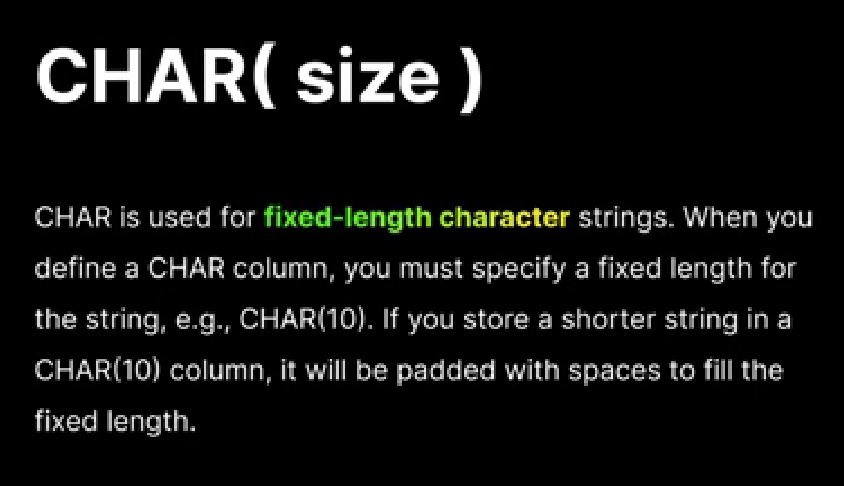 CHAR( size )
CHAR is used for fixed-length character strings. When you
define a CHAR column, you must specify a fixed length for
the string, e.g., CHAR(10). If you store a shorter string in a
CHAR(10) column, it will be padded with spaces to fill the
fixed length.